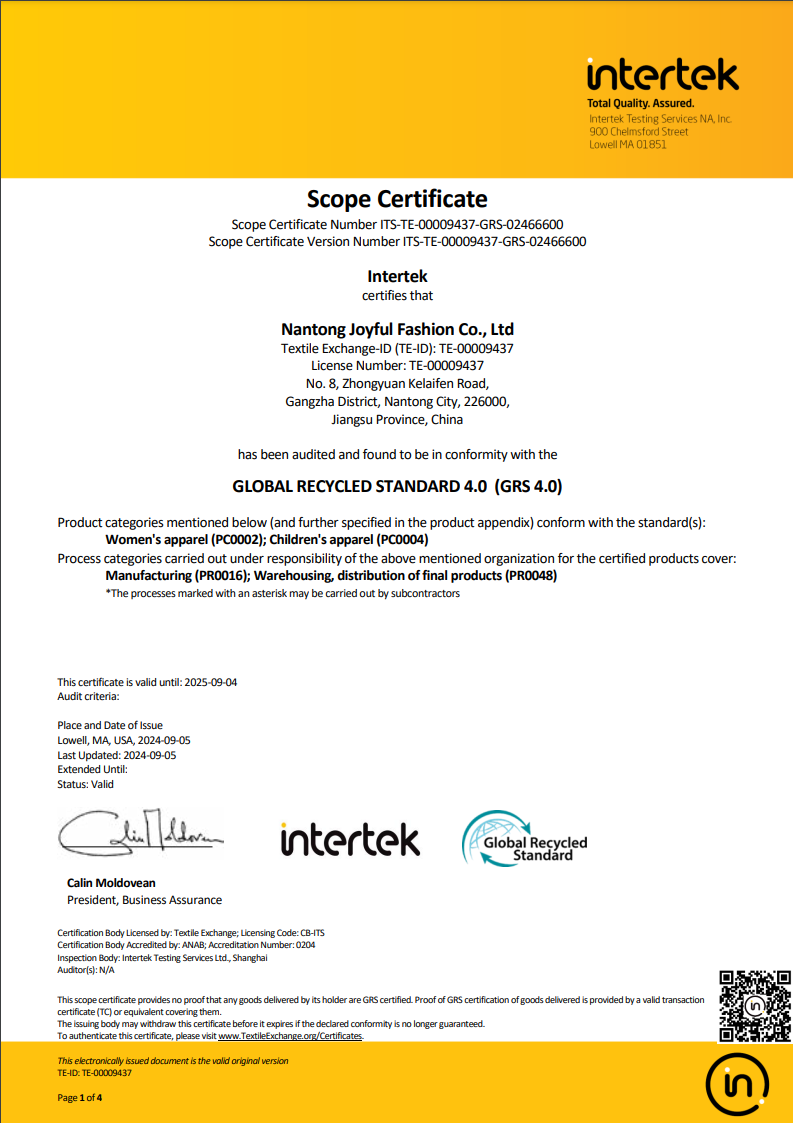 intertek
Total Quality. Assured.
Intertek Testing Services NA, Inc.
900 Chelmsford Street
Lowell MA 01851
Scope Certificate
Scope Certificate Number ITS-TE-00009437-GRS-02466600
Scope Certificate Version Number ITS-TE-00009437-GRS-02466600
Intertek
certifies that
Nantong Joyful Fashion Co., Ltd
Textile Exchange-ID (TE-ID): TE-00009437
License Number: TE-00009437
No. 8, Zhongyuan Kelaifen Road,
Gangzha District, Nantong City, 226000,
Jiangsu Province, China
has been audited and found to be in conformity with the
GLOBAL RECYCLED STANDARD 4.0 (GRS 4.0)
Product categories mentioned below (and further specified in the product appendix) conform with the standard(s):
Women's apparel (PC0002); Children's apparel (PC0004)
Process categories carried out under responsibility of the above mentioned organization for the certified products cover:
Manufacturing (PR0016); Warehousing, distribution of final products (PR0048)
*The processes marked with an asterisk may be carried out by subcontractors
This certificate is valid until: 2025-09-04
Audit criteria:
Place and Date of Issue
Lowell, MA, USA, 2024-09-05
Last Updated: 2024-09-05
Extended Until:
Status: Valid
Calin Moldovean
intertek
Global Recycled
Standard
Calin Moldovean
President, Business Assurance
Certification Body Licensed by: Textile Exchange; Licensing Code: CB-ITS
Certification Body Accredited by: ANAB; Accreditation Number: 0204
Inspection Body: Intertek Testing Services Ltd., Shanghai
Auditor(s): N/A
This scope certificate provides no proof that any goods delivered by its holder are GRS certified. Proof of GRS certification of goods delivered is provided by a valid transaction
certificate (TC) or equivalent covering them.
The issuing body may withdraw this certificate before it expires if the declared conformity is no longer guaranteed.
To authenticate this certificate, please visit www.TextileExchange.org/Certificates.
in
This electronically issued document is the valid original version
TE-ID: TE-00009437
Page 1 of 4
in